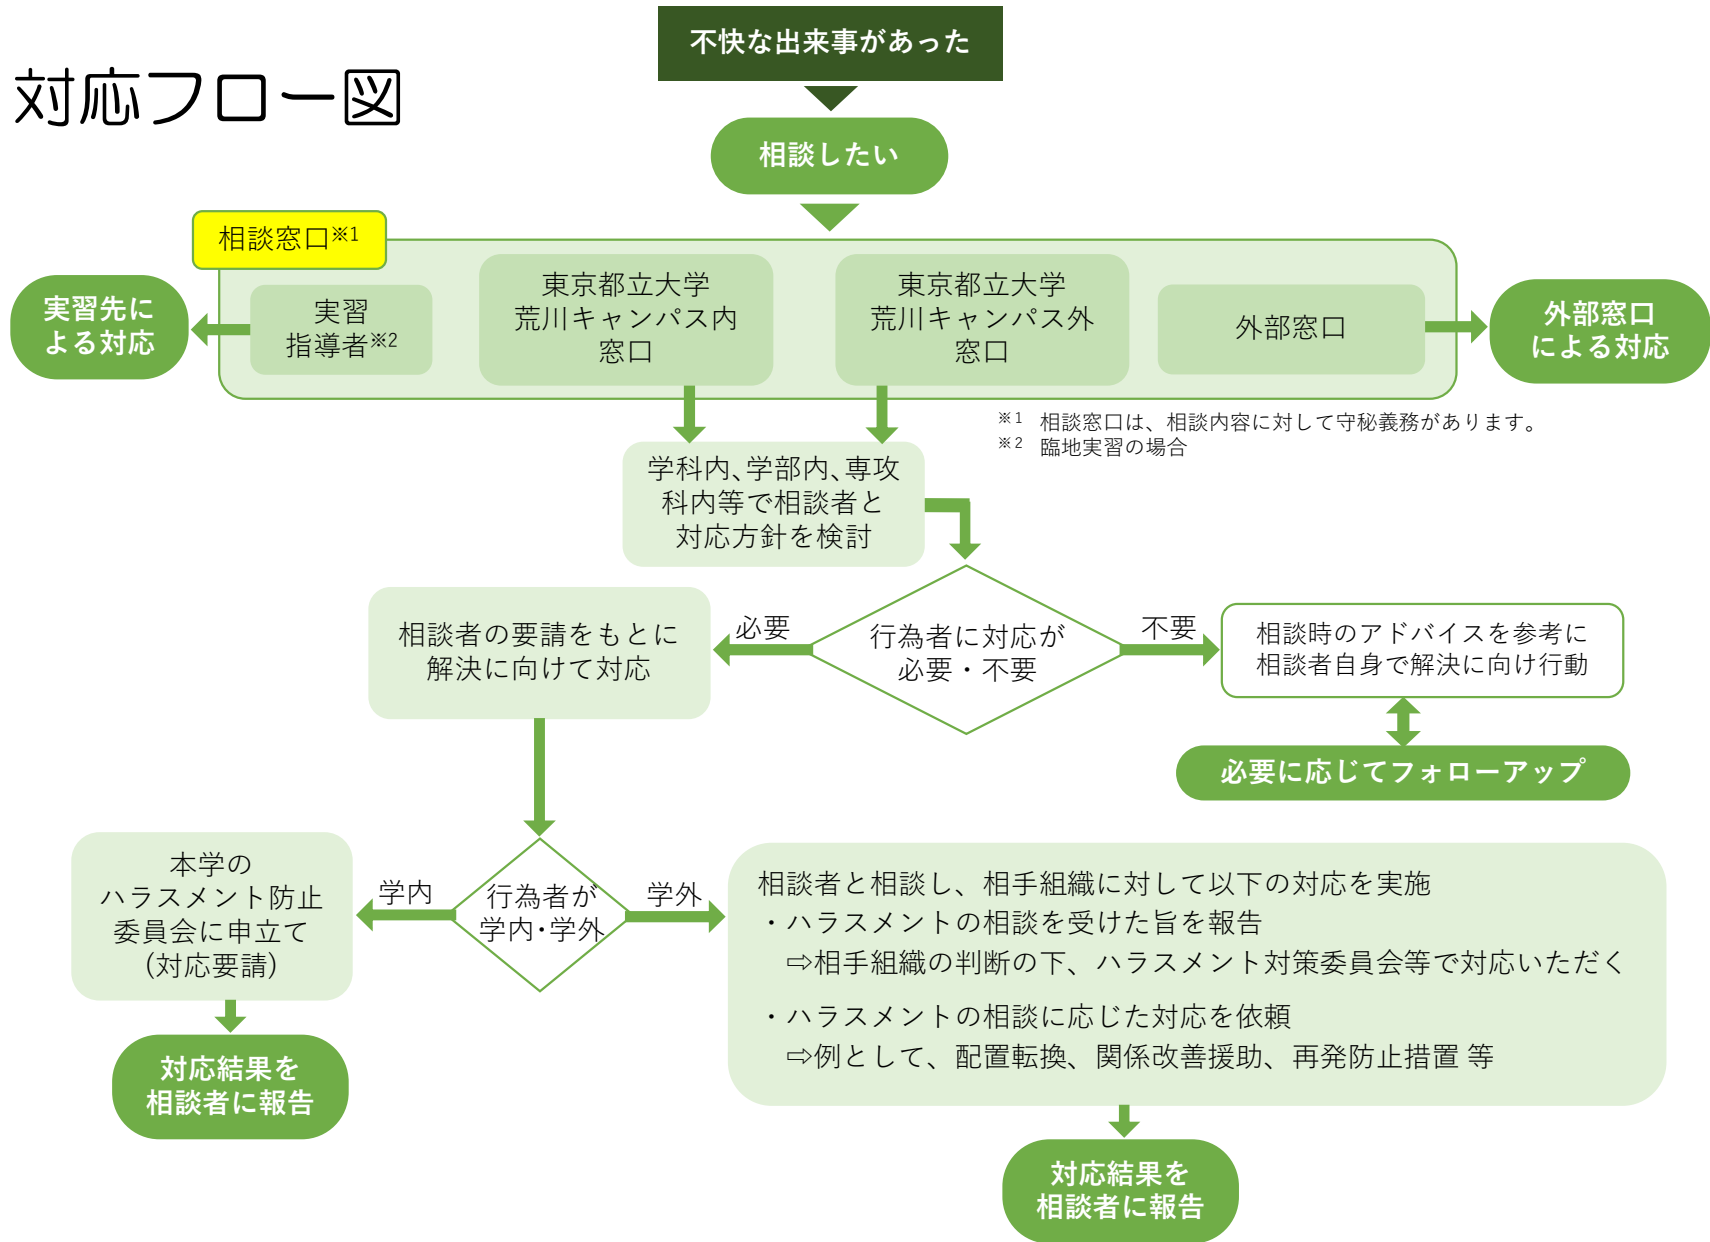 不快な出来事があった
対応フロー図
相談したい
相談窓口※1
実習先に
よる対応
実習
指導者※2
東京都立大学
荒川キャンパス内
窓口
東京都立大学
荒川キャンパス外
窓口
外部窓口
外部窓口
による対応
※1 相談窓口は、相談内容に対して守秘義務があります。
※2 臨地実習の場合
学科内、学部内、専攻
科内等で相談者と
対応方針を検討
行為者に対応が
必要・不要
必要
不要
相談者の要請をもとに
解決に向けて対応
相談時のアドバイスを参考に
相談者自身で解決に向け行動
必要に応じてフォローアップ
行為者が
学内・学外
学内
学外
本学の
ハラスメント防止
委員会に申立て
(対応要請)
対応結果を
相談者に報告
相談者と相談し、相手組織に対して以下の対応を実施
・ハラスメントの相談を受けた旨を報告
⇨相手組織の判断の下、ハラスメント対策委員会等で対応いただく
・ハラスメントの相談に応じた対応を依頼
⇨例として、配置転換、関係改善援助、再発防止措置 等
対応結果を
相談者に報告